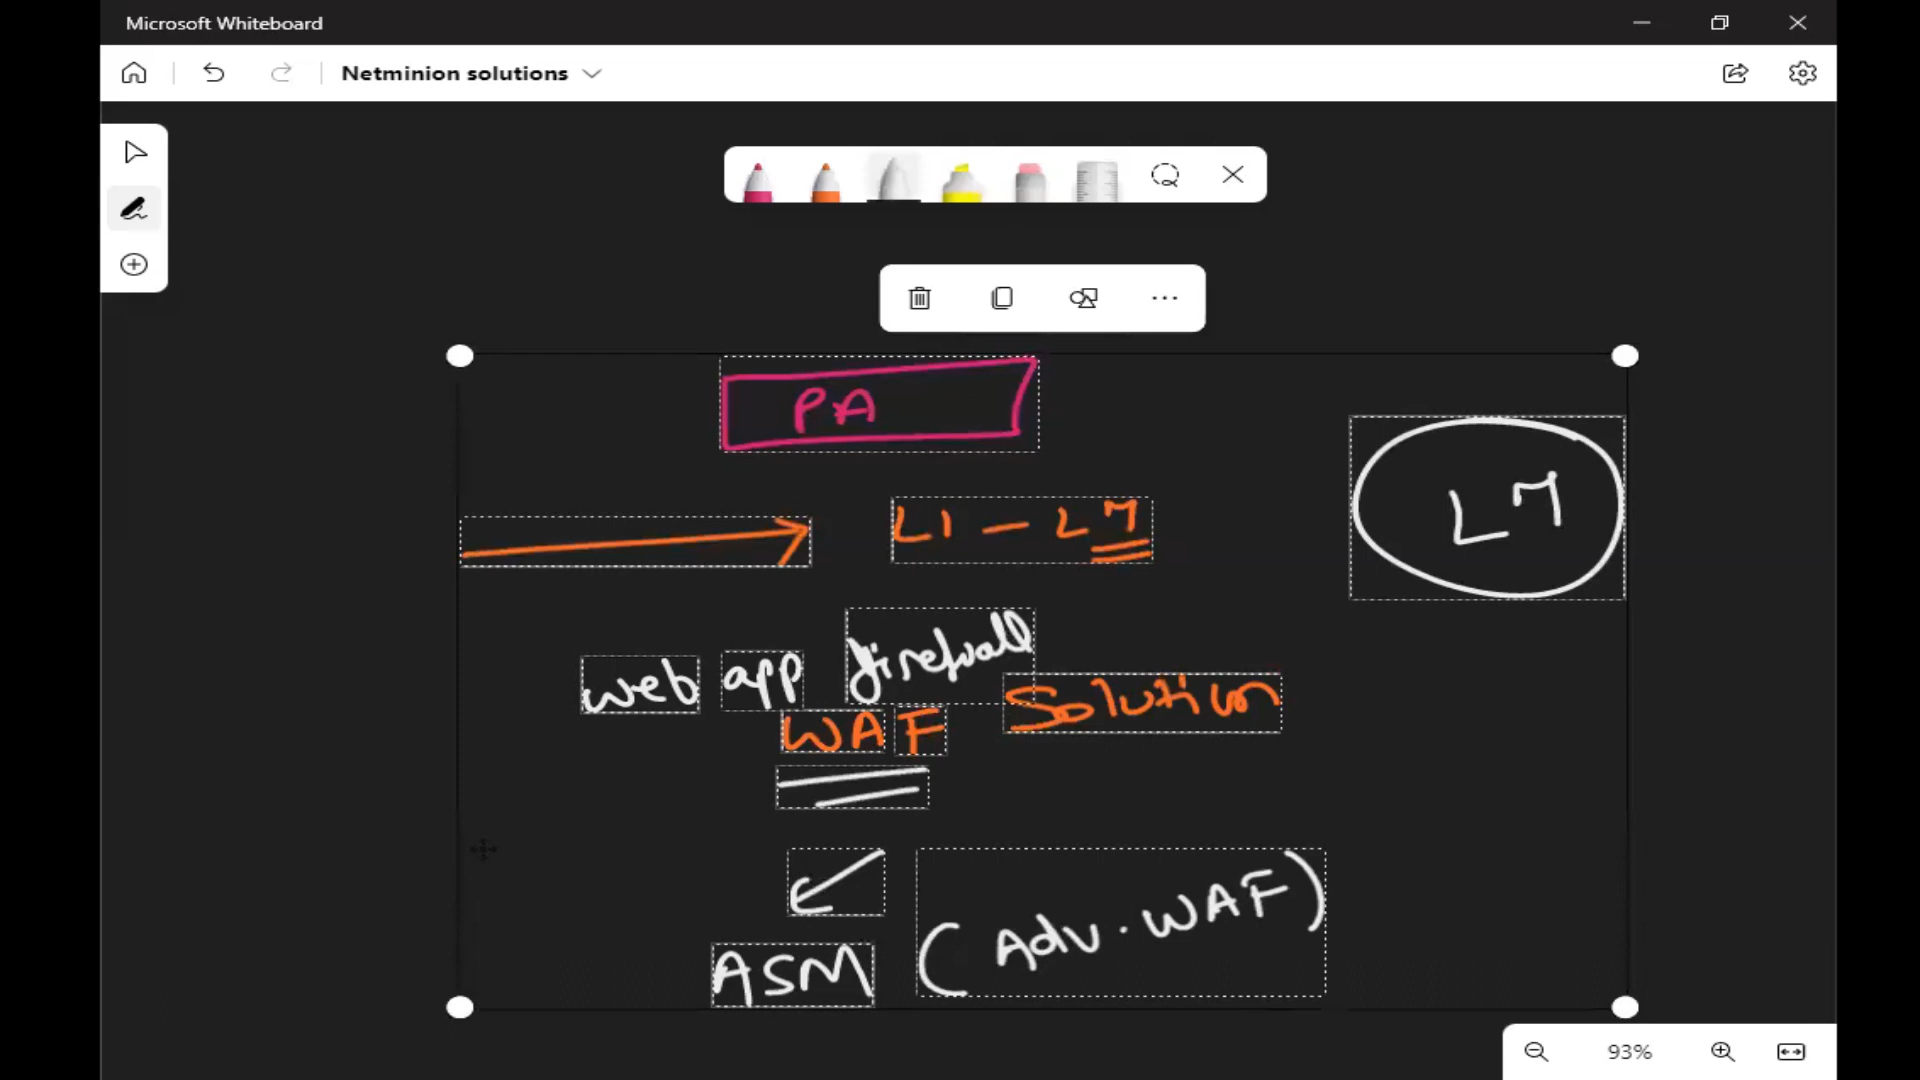 Microsoft Whiteboard
Netminion solutions
PA
L7
L1 - L7
web app firewall
WAF Solution
ASM (Adv. WAF)
93%